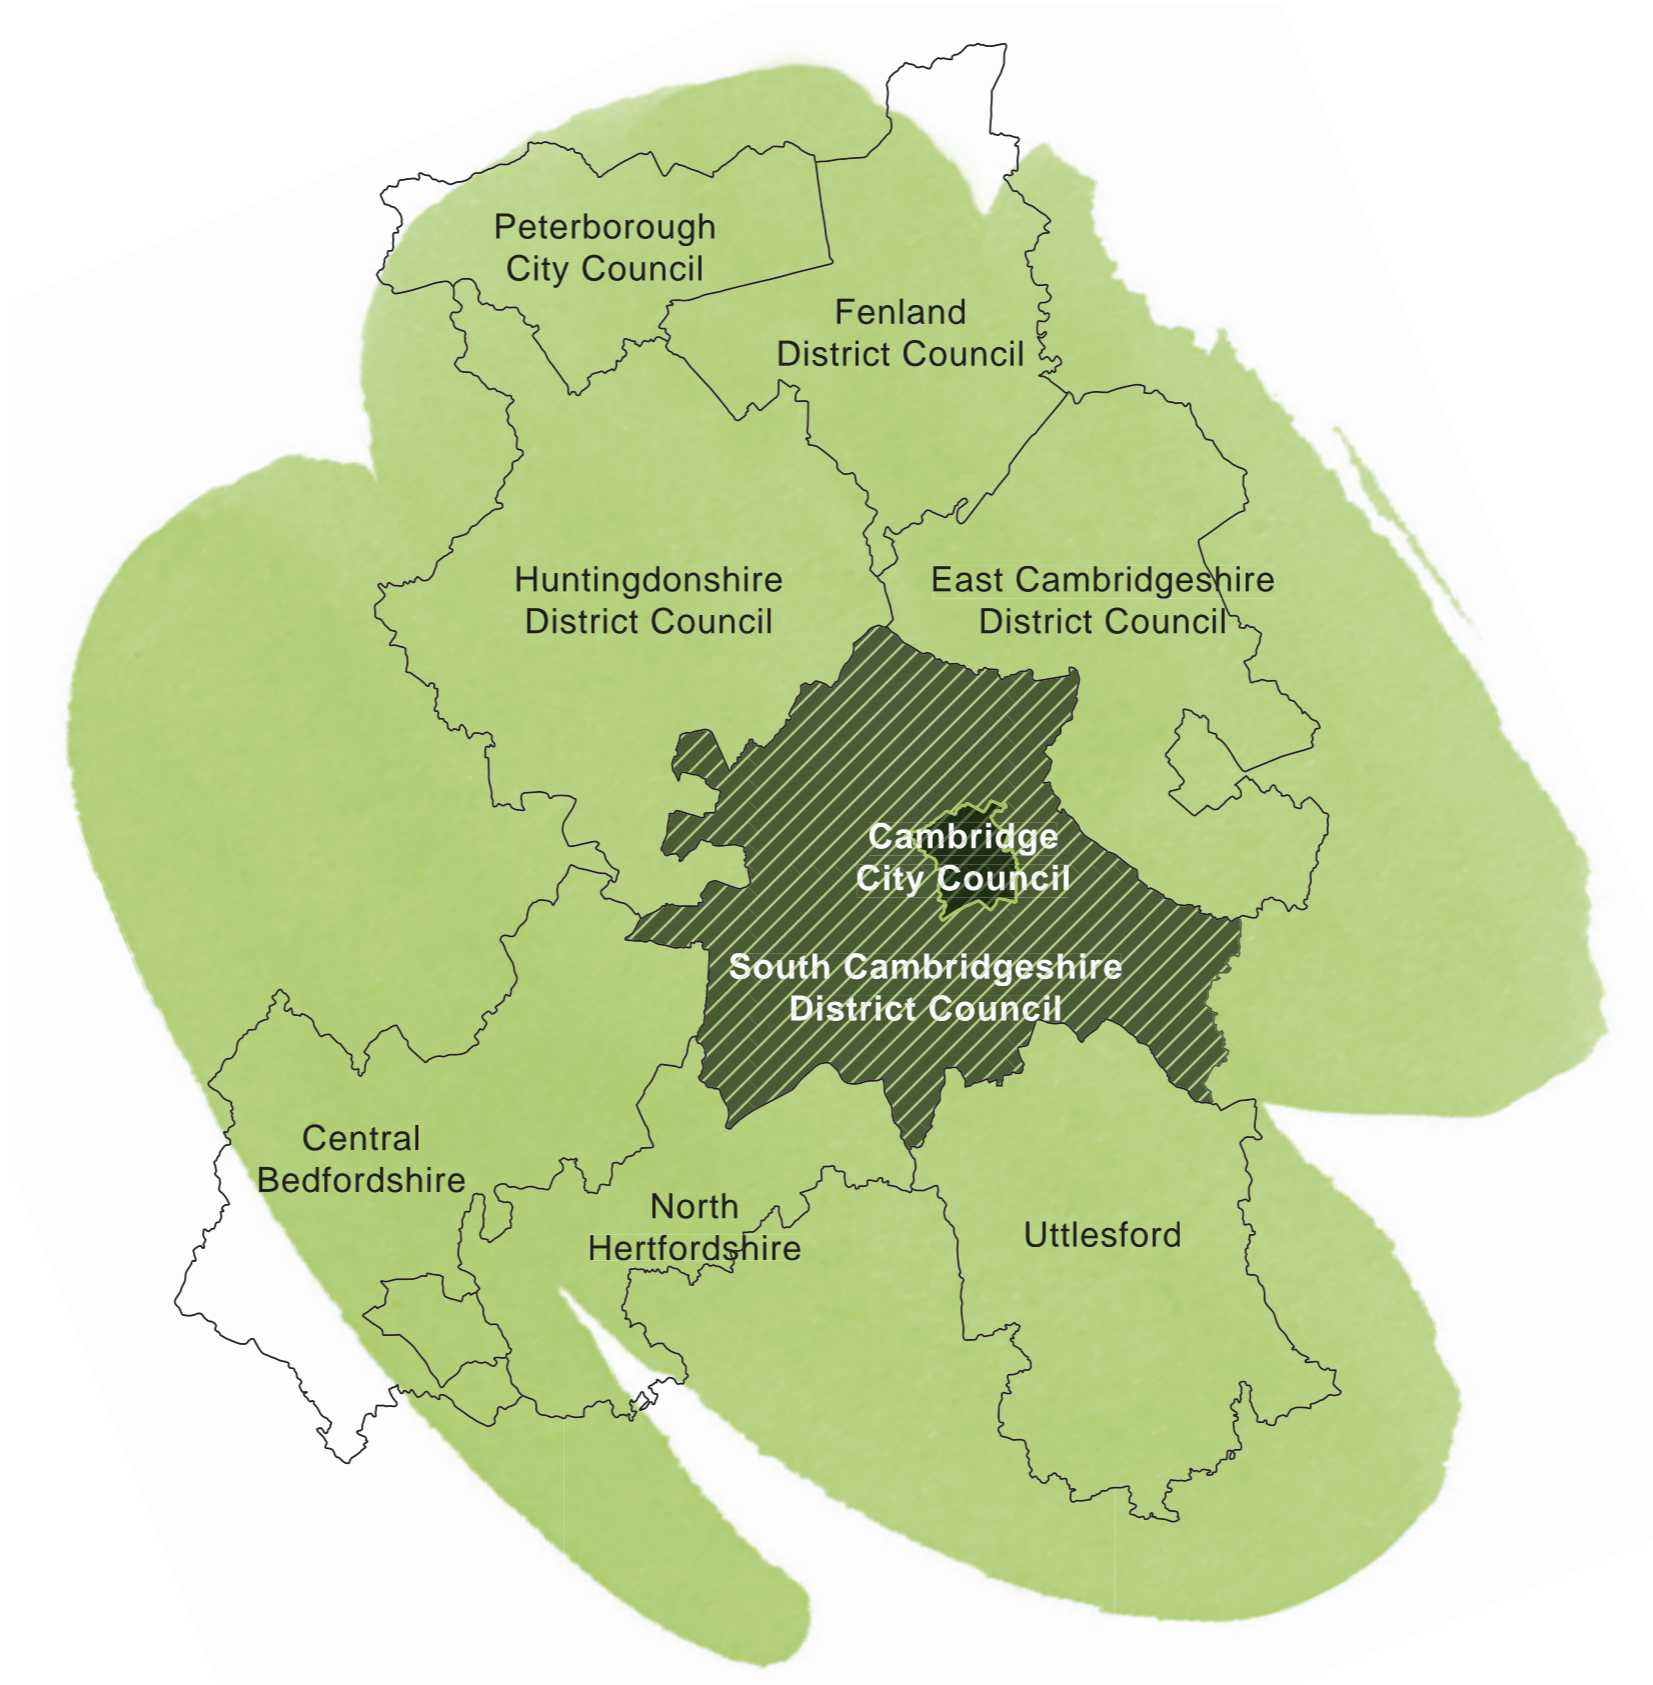 Peterborough
City Council
Fenland
District Council
Huntingdonshire
District Council
East Cambridgeshire
District Council
Cambridge
City Council
South Cambridgeshire
District Council
Central
Bedfordshire
North
Hertfordshire
Uttlesford